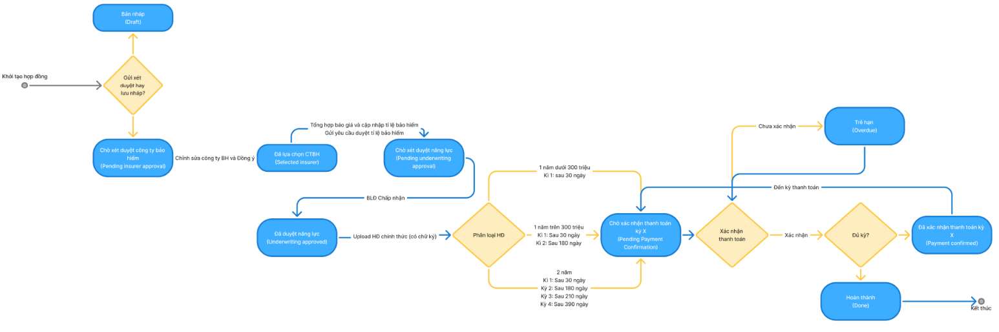 Bản nháp
(Draft)
Khởi tạo hợp đồng
Gửi xét
duyệt hay
lưu nháp?
Chờ xét duyệt công ty bảo
hiểm
(Pending insurer approval)
Chỉnh sửa công ty BH và Đồng ý
Đã lựa chọn CTBH
(Selected insurer)
Tổng hợp báo giá và cập nhập tỉ lệ bảo hiểm
Gửi yêu cầu duyệt tỉ lệ bảo hiểm
Chờ xét duyệt năng lực
(Pending underwriting
approval)
BLĐ Chấp nhận
Đã duyệt năng lực
(Underwriting approved)
Upload HĐ chính thức (có chữ ký)
Phân loại HĐ
1 năm dưới 300 triệu
Kì 1: sau 30 ngày
1 năm trên 300 triệu
Kì 1: Sau 30 ngày
Kì 2: Sau 180 ngày
2 năm
Kì 1: Sau 30 ngày
Kỳ 2: Sau 180 ngày
Kỳ 3: Sau 210 ngày
Kỳ 4: Sau 390 ngày
Chờ xác nhận thanh toán
kỳ X
(Pending Payment
Confirmation)
Xác nhận
thanh toán
Chưa xác nhận
Trễ hạn
(Overdue)
Đến kỳ thanh toán
Xác nhận
Đủ kỳ?
Đã xác nhận thanh toán kỳ
X
(Payment confirmed)
Hoàn thành
(Done)
Kết thúc